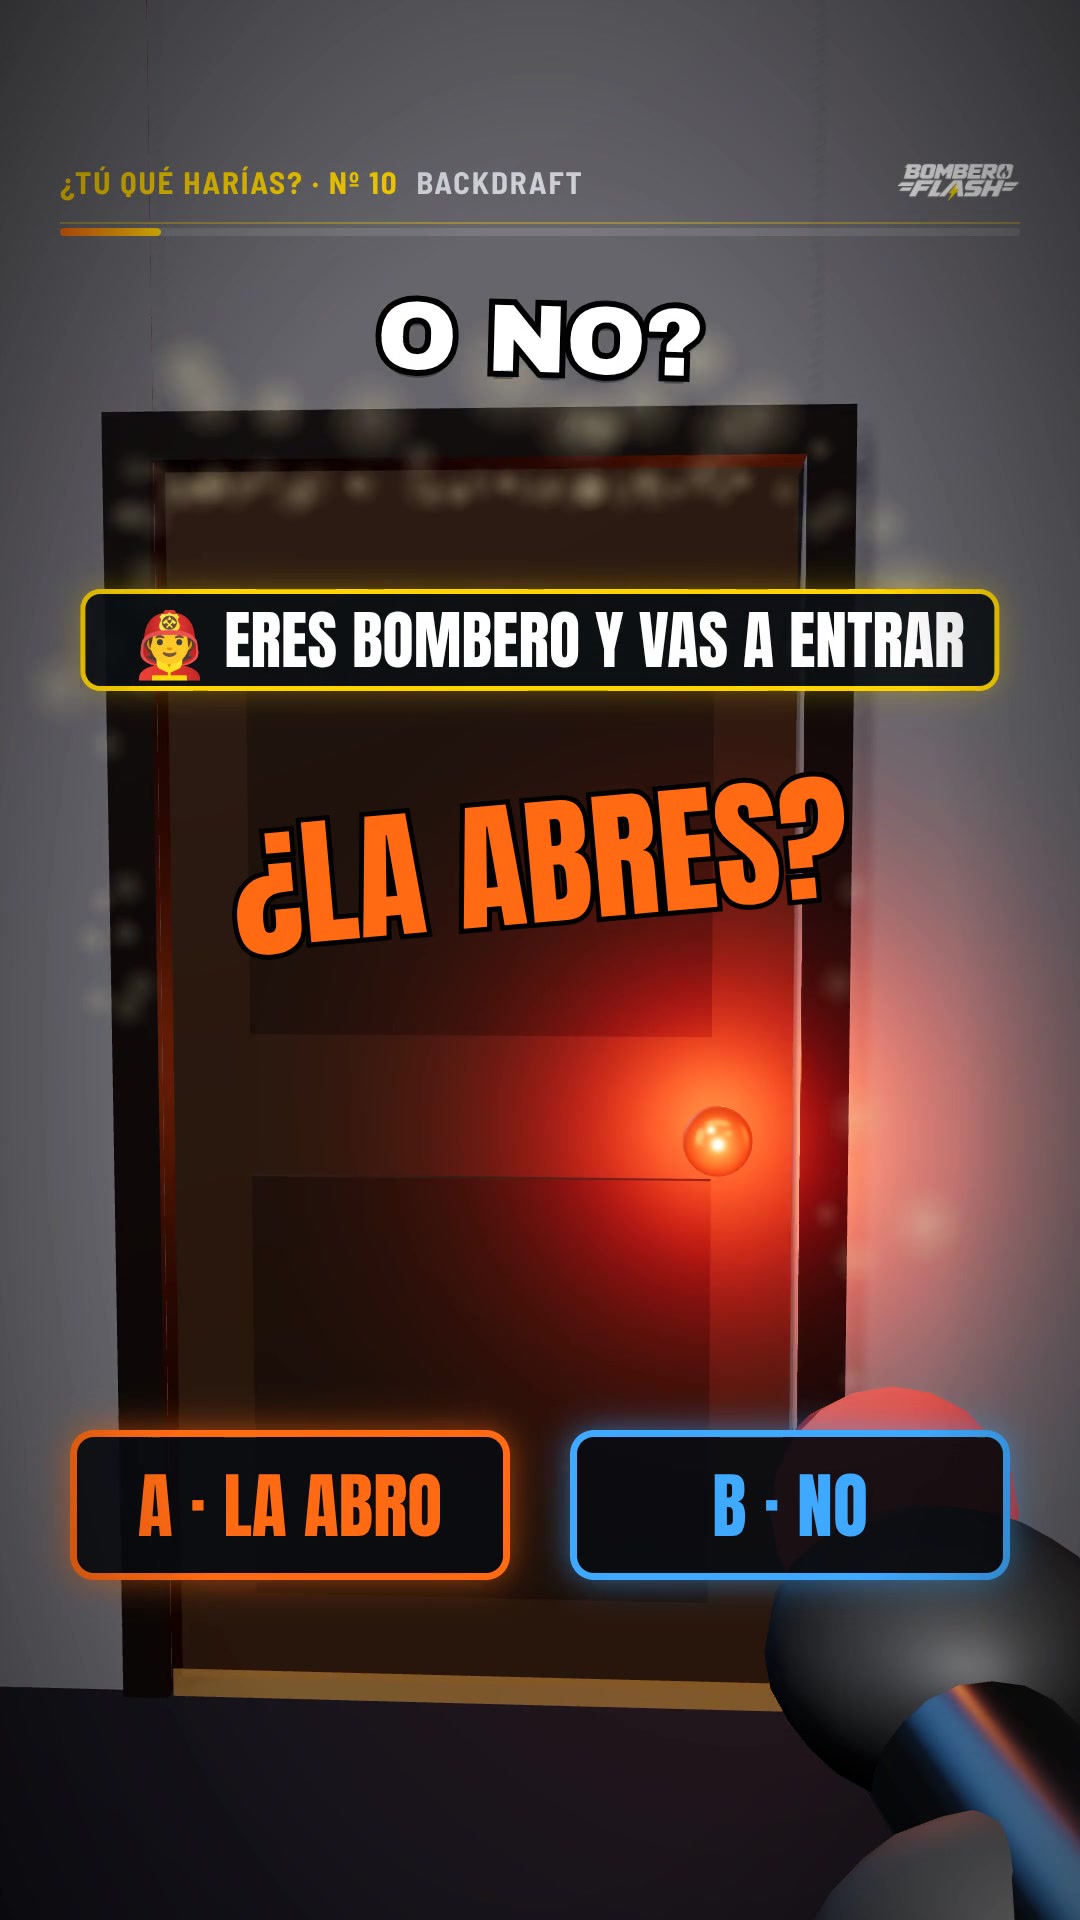 ¿TÚ QUÉ HARÍAS? · Nº 10 BACKDRAFT
BOMBERO
FLASH
O NO?
ERES BOMBERO Y VAS A ENTRAR
¿LA ABRES?
A · LA ABRO
B · NO